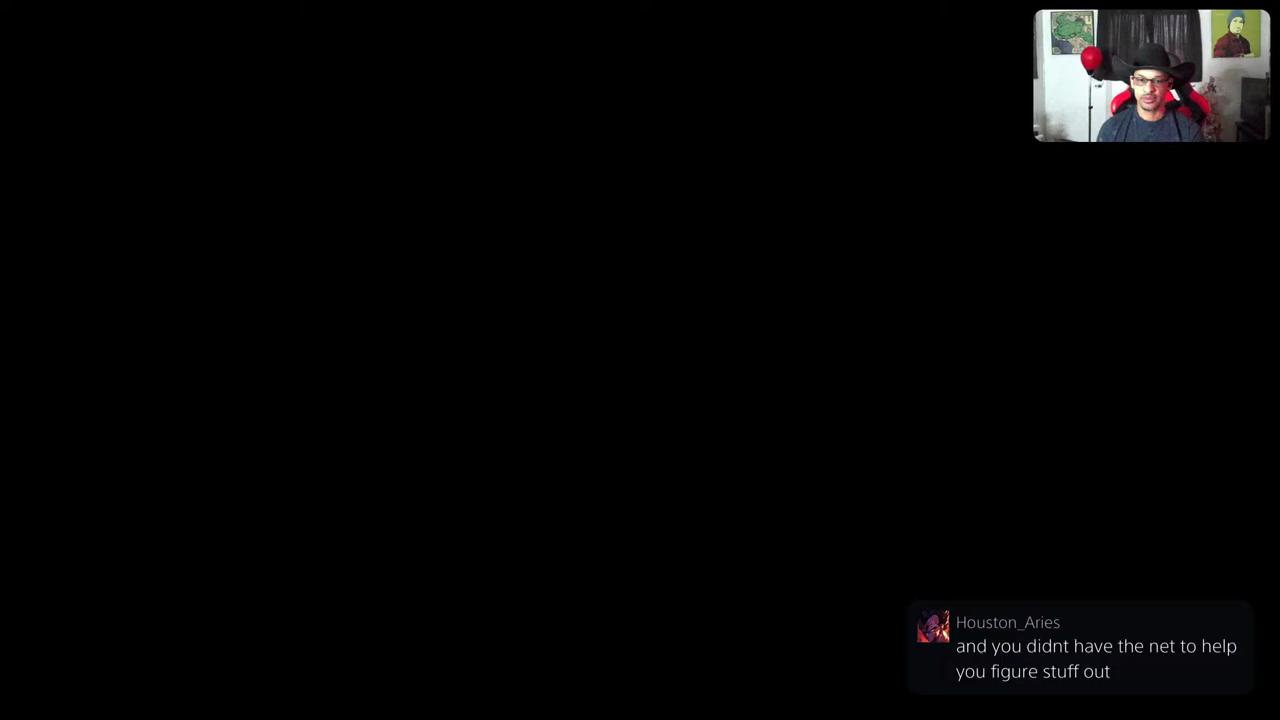 Houston_Aries
and you didnt have the net to help
you figure stuff out